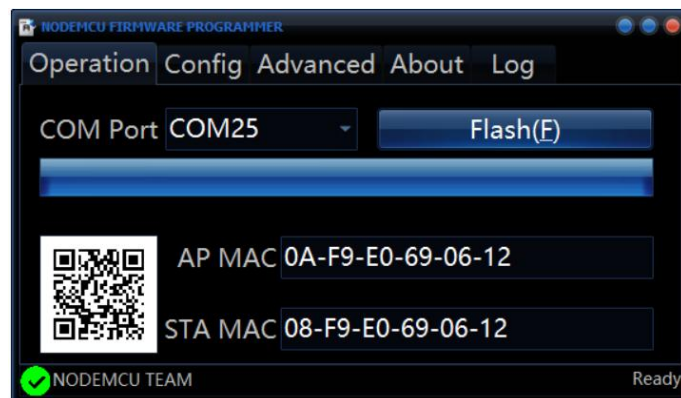 NODEMCU FIRMWARE PROGRAMMER
Operation Config Advanced About Log
COM Port COM25 Flash(F)
AP MAC 0A-F9-E0-69-06-12
STA MAC 08-F9-E0-69-06-12
NODEMCU TEAM Ready